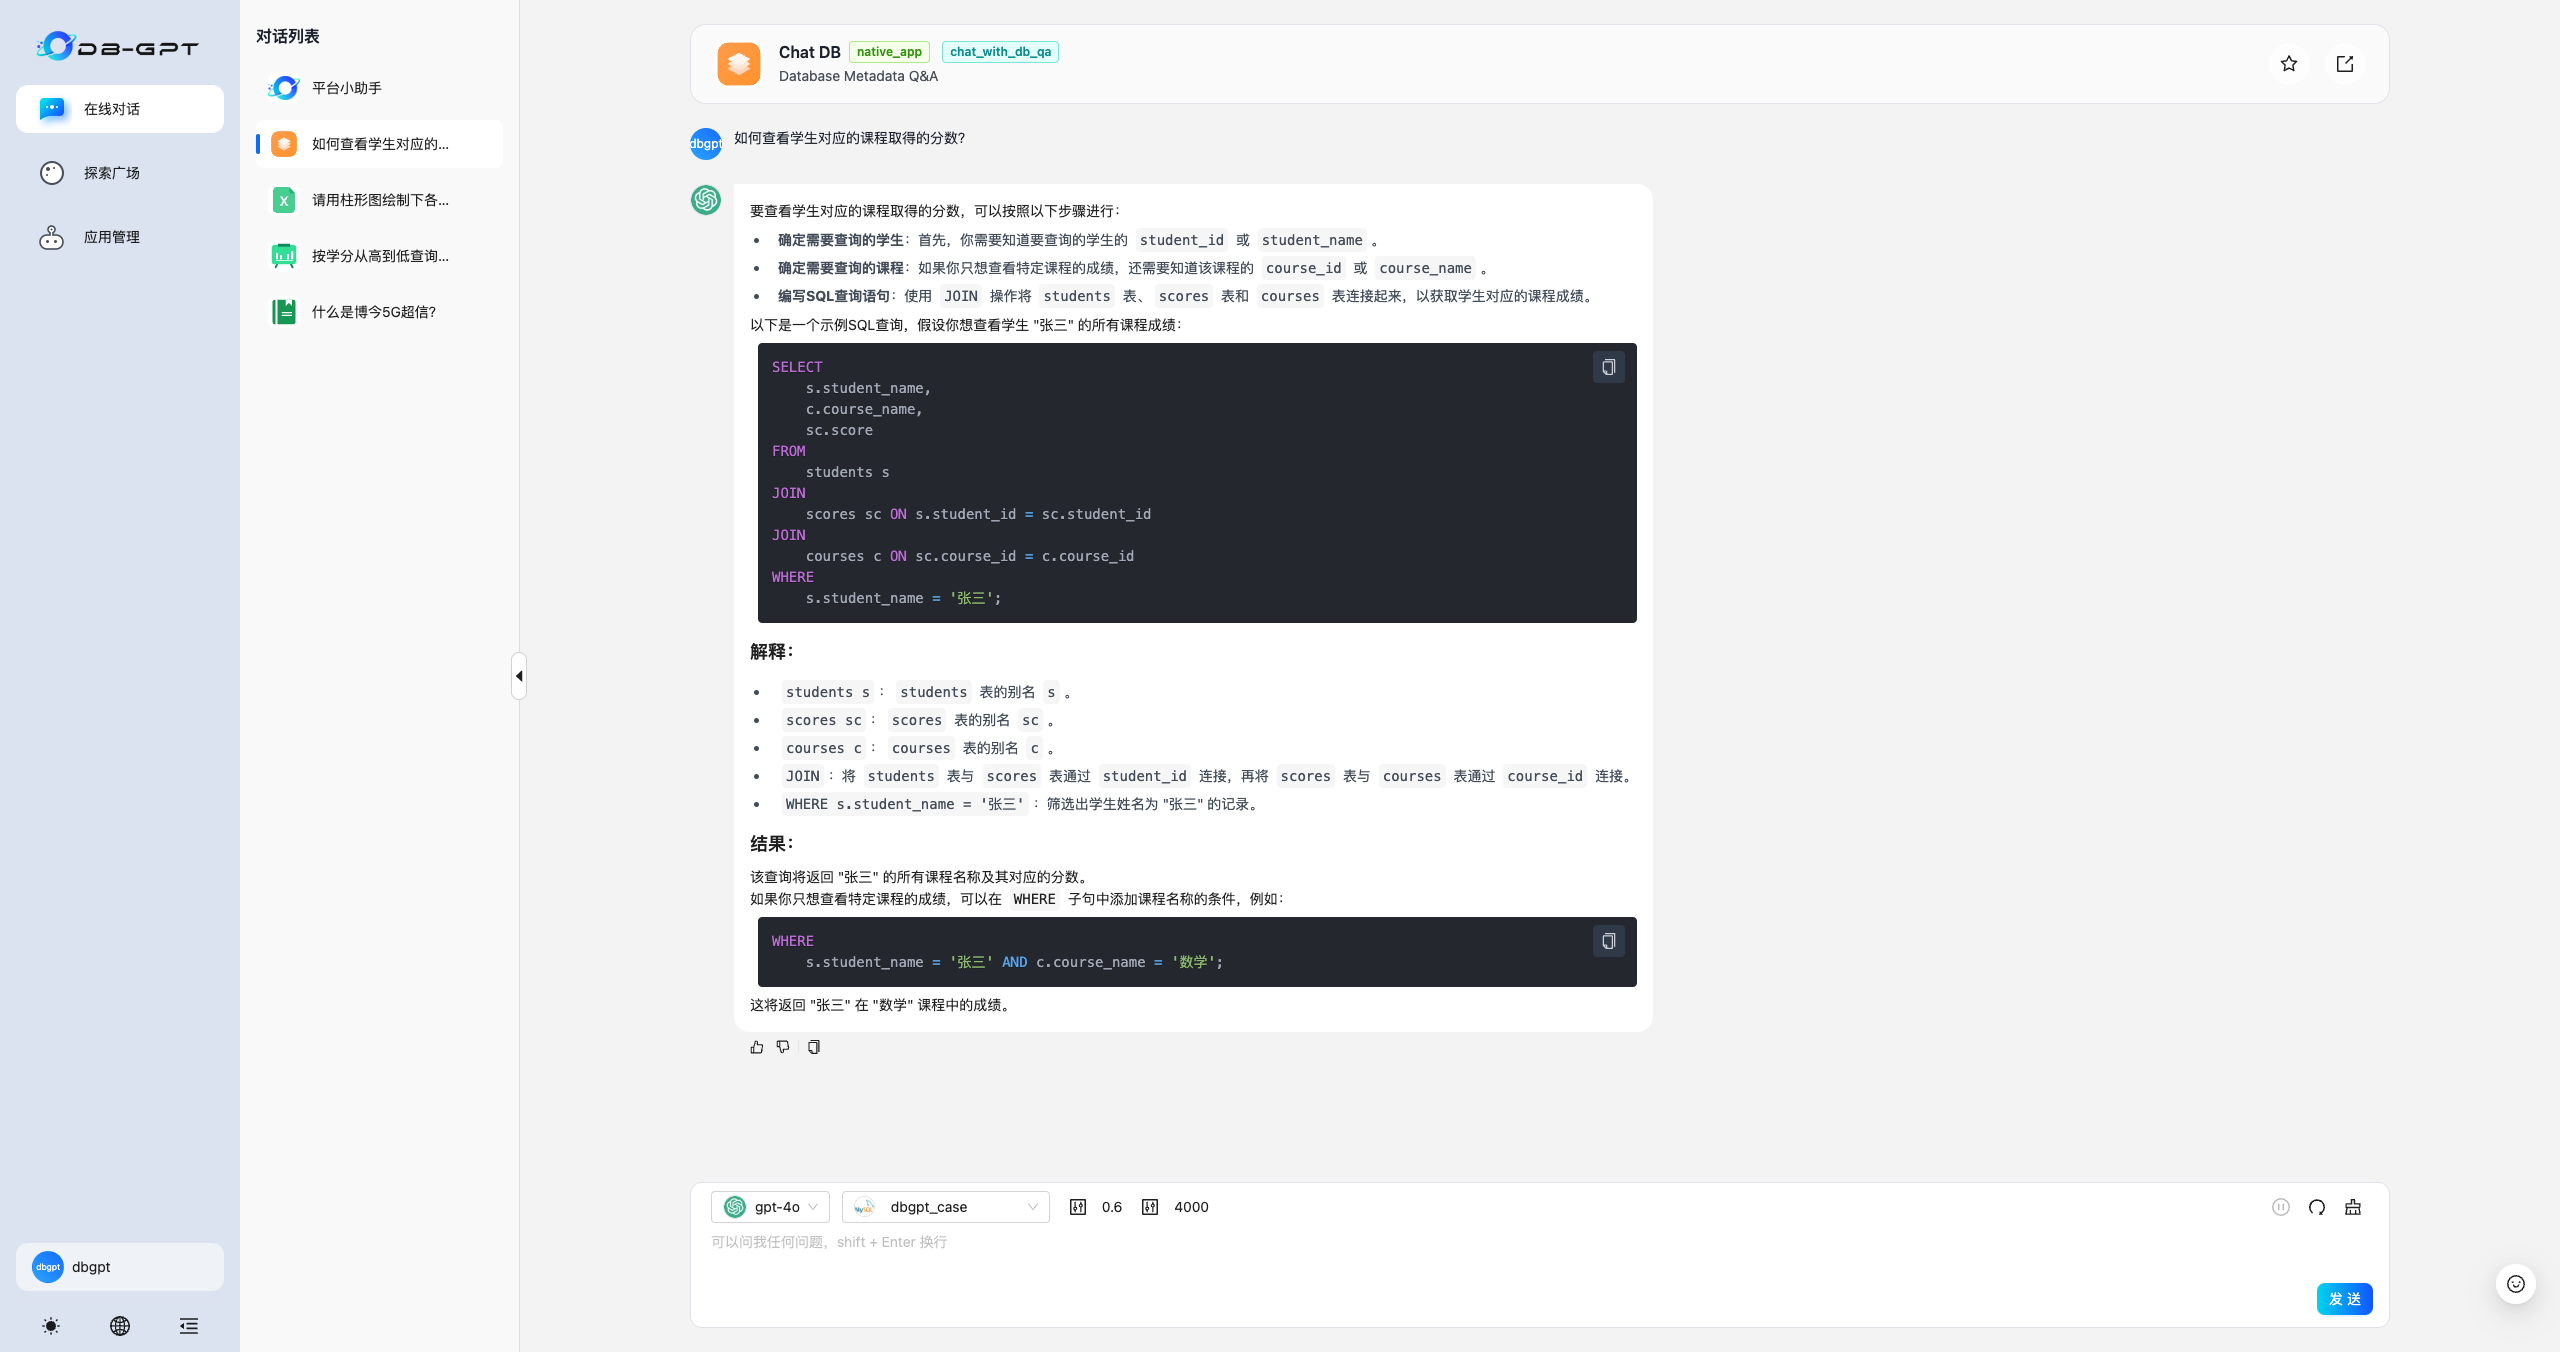 DB-GPT
在线对话
探索广场
应用管理
dbgpt
dbgpt
对话列表
平台小助手
如何查看学生对应的...
X
请用柱形图绘制下各...
按学分从高到低查询...
什么是博今5G超信?
Chat DB native_app chat_with_db_qa
Database Metadata Q&A
dbgpt
如何查看学生对应的课程取得的分数?
要查看学生对应的课程取得的分数，可以按照以下步骤进行：
• 确定需要查询的学生：首先，你需要知道要查询的学生的 student_id 或 student_name 。
• 确定需要查询的课程：如果你只想查看特定课程的成绩，还需要知道该课程的 course_id 或 course_name 。
• 编写SQL查询语句：使用 JOIN 操作将 students 表、 scores 表和 courses 表连接起来，以获取学生对应的课程成绩。
以下是一个示例SQL查询，假设你想查看学生 "张三" 的所有课程成绩：
SELECT
s.student_name,
c.course_name,
sc.score
FROM
students s
JOIN
scores sc ON s.student_id = sc.student_id
JOIN
courses c ON sc.course_id = c.course_id
WHERE
s.student_name = '张三';
解释：
• students s ： students 表的别名 s 。
• scores sc ： scores 表的别名 sc 。
• courses c ： courses 表的别名 c 。
• JOIN ：将 students 表与 scores 表通过 student_id 连接，再将 scores 表与 courses 表通过 course_id 连接。
• WHERE s.student_name = '张三' ：筛选出学生姓名为 "张三" 的记录。
结果：
该查询将返回 "张三" 的所有课程名称及其对应的分数。
如果你只想查看特定课程的成绩，可以在 WHERE 子句中添加课程名称的条件，例如：
WHERE
s.student_name = '张三' AND c.course_name = '数学';
这将返回 "张三" 在 "数学" 课程中的成绩。
gpt-4o MySQL dbgpt_case 0.6 4000
可以问我任何问题，shift + Enter 换行
发 送